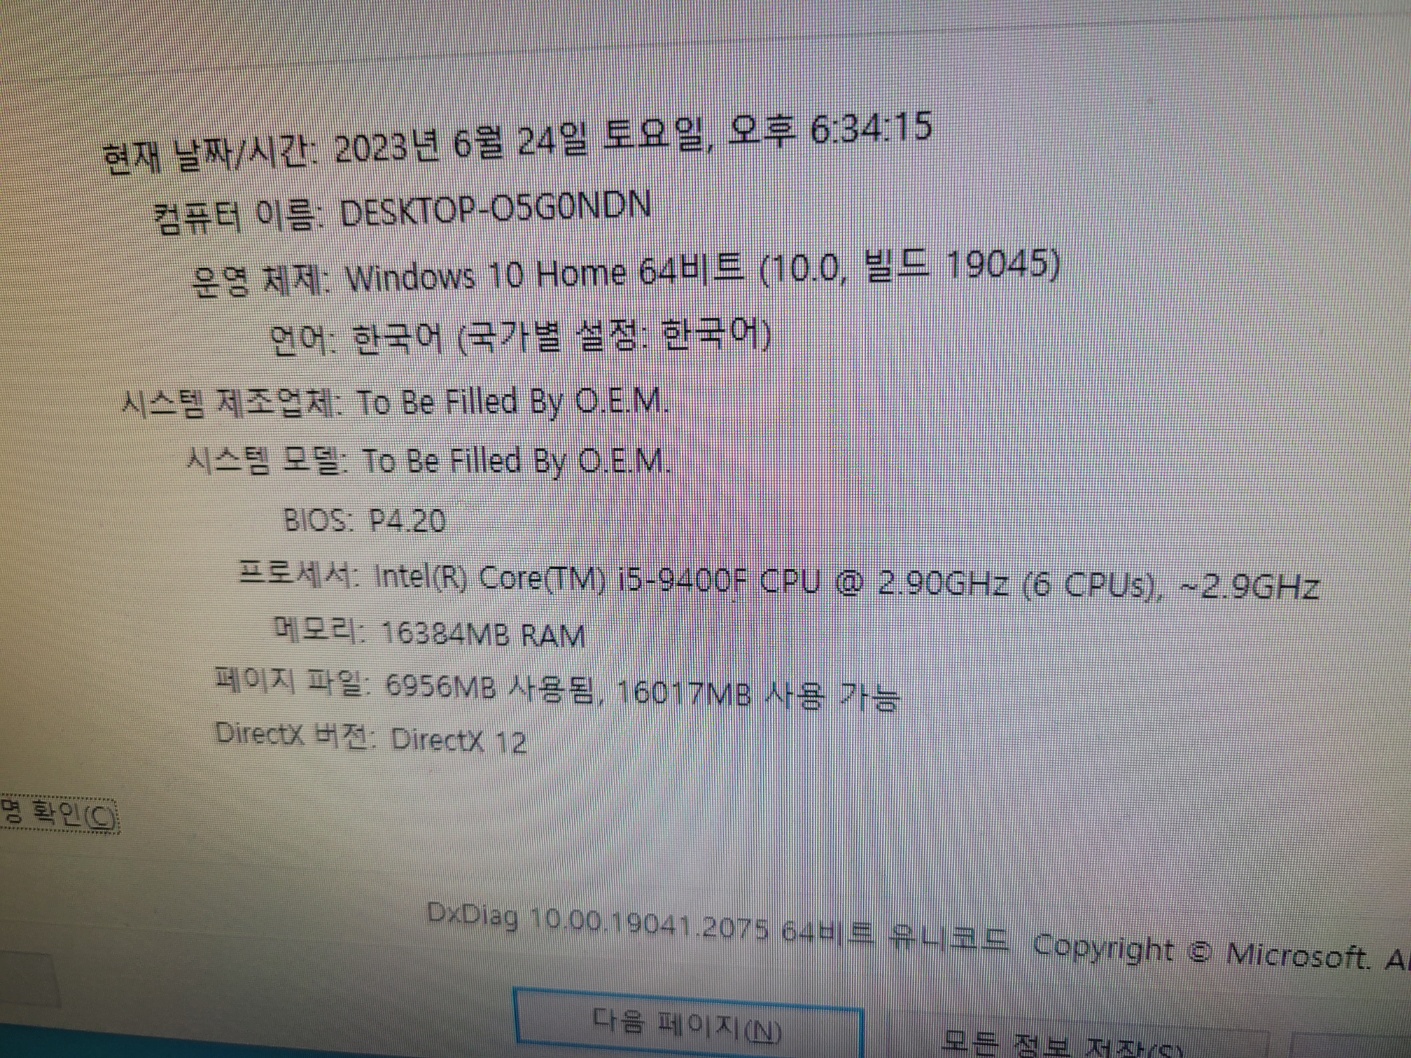 현재 날짜/시간: 2023년 6월 24일 토요일, 오후 6:34:15
컴퓨터 이름: DESKTOP-O5G0NDN
운영 체제: Windows 10 Home 64비트 (10.0, 빌드 19045)
언어: 한국어 (국가별 설정: 한국어)
시스템 제조업체: To Be Filled By O.E.M.
시스템 모델: To Be Filled By O.E.M.
BIOS: P4.20
프로세서: Intel(R) Core(TM) i5-9400F CPU @ 2.90GHz (6 CPUs), ~2.9GHz
메모리: 16384MB RAM
페이지 파일: 6956MB 사용됨, 16017MB 사용 가능
DirectX 버전: DirectX 12
명 확인(C)
DxDiag 10.00.19041.2075 64비트 유니코드 Copyright © Microsoft. A
다음 페이지(N)
모든 정보 저장(S)